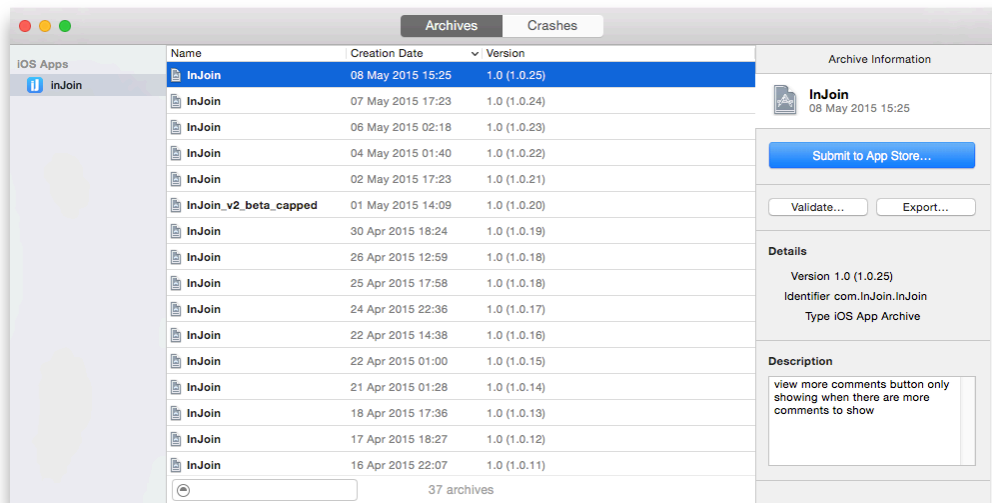 Archives Crashes
iOS Apps
inJoin
Name Creation Date Version
InJoin 08 May 2015 15:25 1.0 (1.0.25)
InJoin 07 May 2015 17:23 1.0 (1.0.24)
InJoin 06 May 2015 02:18 1.0 (1.0.23)
InJoin 04 May 2015 01:40 1.0 (1.0.22)
InJoin 02 May 2015 17:23 1.0 (1.0.21)
InJoin_v2_beta_capped 01 May 2015 14:09 1.0 (1.0.20)
InJoin 30 Apr 2015 18:24 1.0 (1.0.19)
InJoin 26 Apr 2015 12:59 1.0 (1.0.18)
InJoin 25 Apr 2015 17:58 1.0 (1.0.18)
InJoin 24 Apr 2015 22:36 1.0 (1.0.17)
InJoin 22 Apr 2015 14:38 1.0 (1.0.16)
InJoin 22 Apr 2015 01:00 1.0 (1.0.15)
InJoin 21 Apr 2015 01:28 1.0 (1.0.14)
InJoin 18 Apr 2015 17:36 1.0 (1.0.13)
InJoin 17 Apr 2015 18:27 1.0 (1.0.12)
InJoin 16 Apr 2015 22:07 1.0 (1.0.11)
37 archives
Archive Information
InJoin
08 May 2015 15:25
Submit to App Store...
Validate... Export...
Details
Version 1.0 (1.0.25)
Identifier com.InJoin.InJoin
Type iOS App Archive
Description
view more comments button only
showing when there are more
comments to show